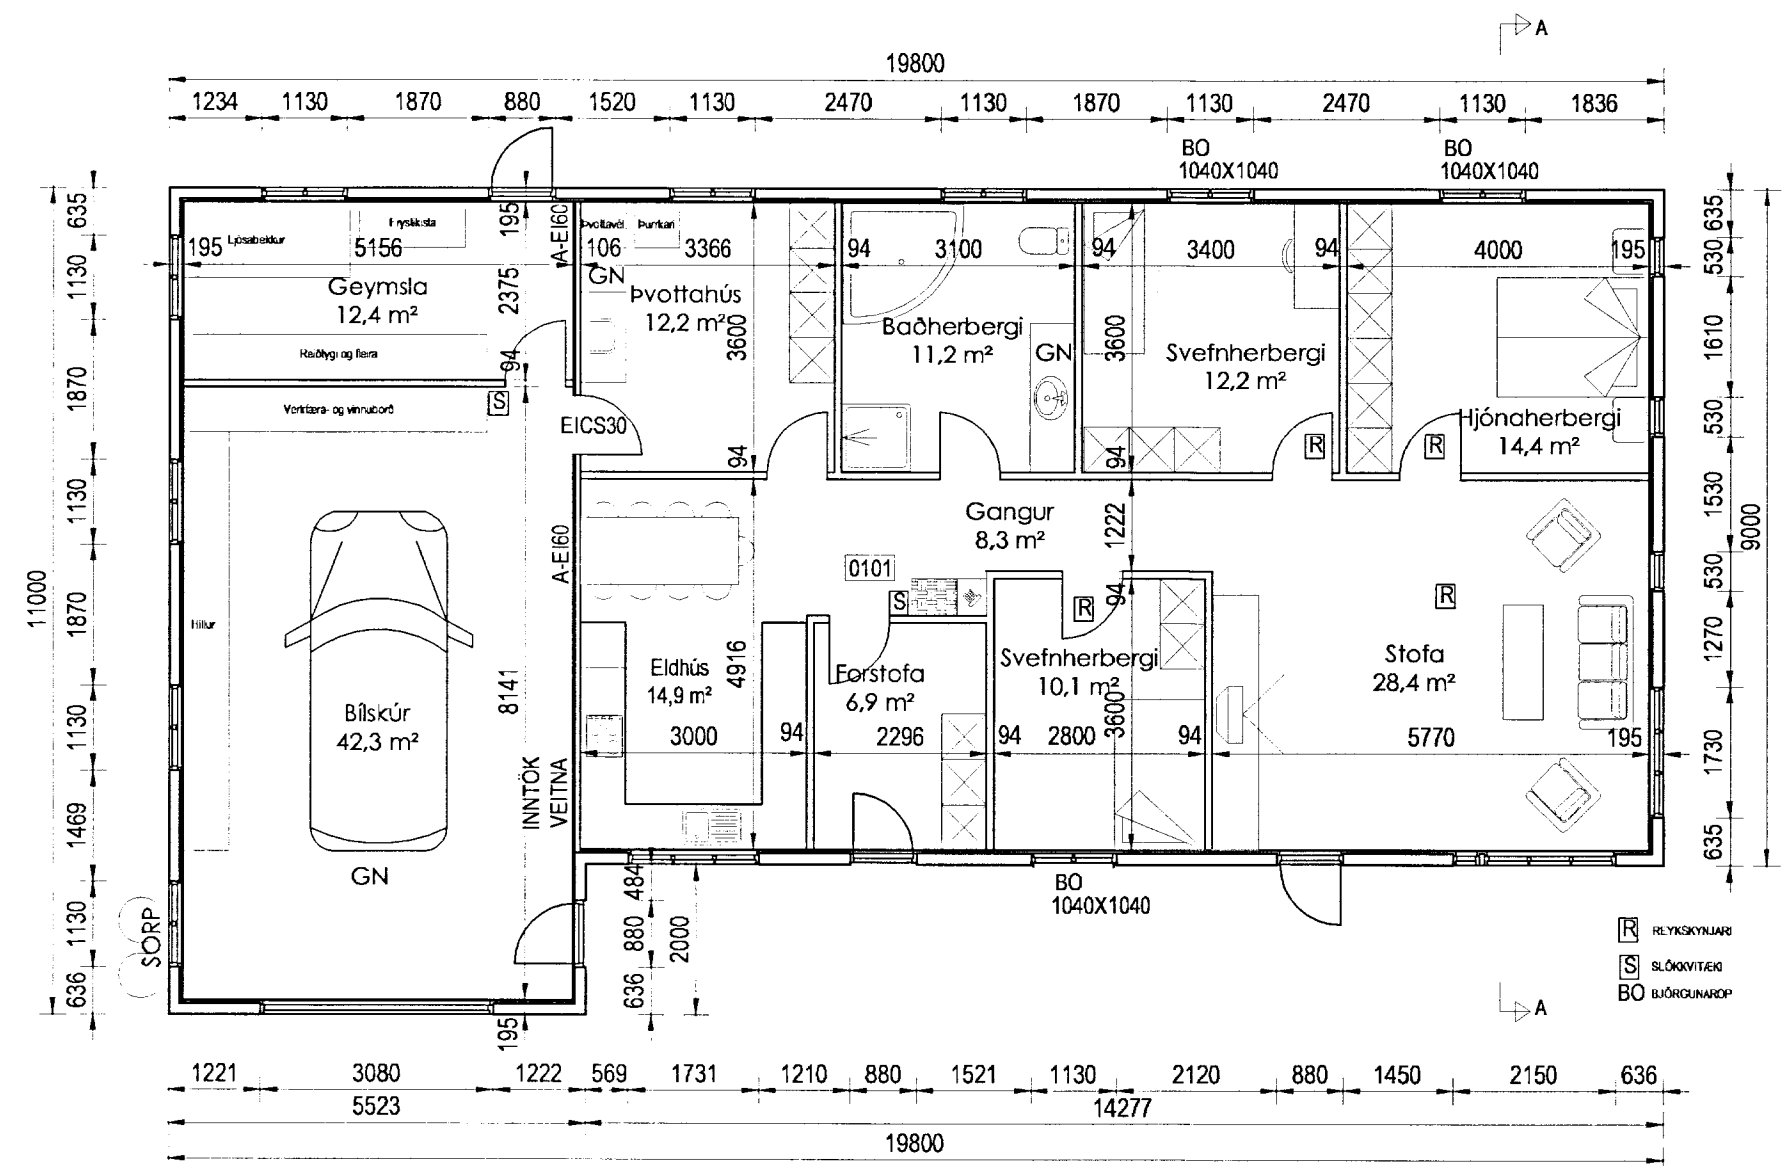 A
19800
1234 1130 1870 880 1520 1130 2470 1130 1870 1130 2470 1130 1836
BO
1040X1040
BO
1040X1040
635
1130
1870
1130
1870
1130
1469
1130
636
11000
Ljósabekkur
Frystikista
195 5156
Geymsla
12,4 m²
Reiðtygi og fleira
195
2375
94
A-EI60
Þvottavél
Þurrkari
106 3366
GN
Þvottahús
12,2 m²
3600
94
94 3100
Baðherbergi
11,2 m²
GN
94 3400 94
3600
94
Svefnherbergi
12,2 m²
R
4000 195
Hjónaherbergi
14,4 m²
R
635
530
1610
530
1530
530
1270
1730
635
9000
Verkfæra- og vinnuborð
S
EICS30
Hillur
A-EI60
8141
Bílskúr
42,3 m²
INNTÖK
VEITNA
GN
SORP
195
Gangur
8,3 m²
1222
0101
S
94
R
R
Eldhús
14,9 m²
4916
3000 94
Forstofa
6,9 m²
2296
Svefnherbergi
10,1 m²
3600
94 2800 94
Stofa
28,4 m²
5770 195
484
880
636
2000
BO
1040X1040
R REYKSKYNJARI
S SLÖKKVITÆKI
BO BJÖRGUNAROP
A
1221 3080 1222 569 1731 1210 880 1521 1130 2120 880 1450 2150 636
5523 14277
19800